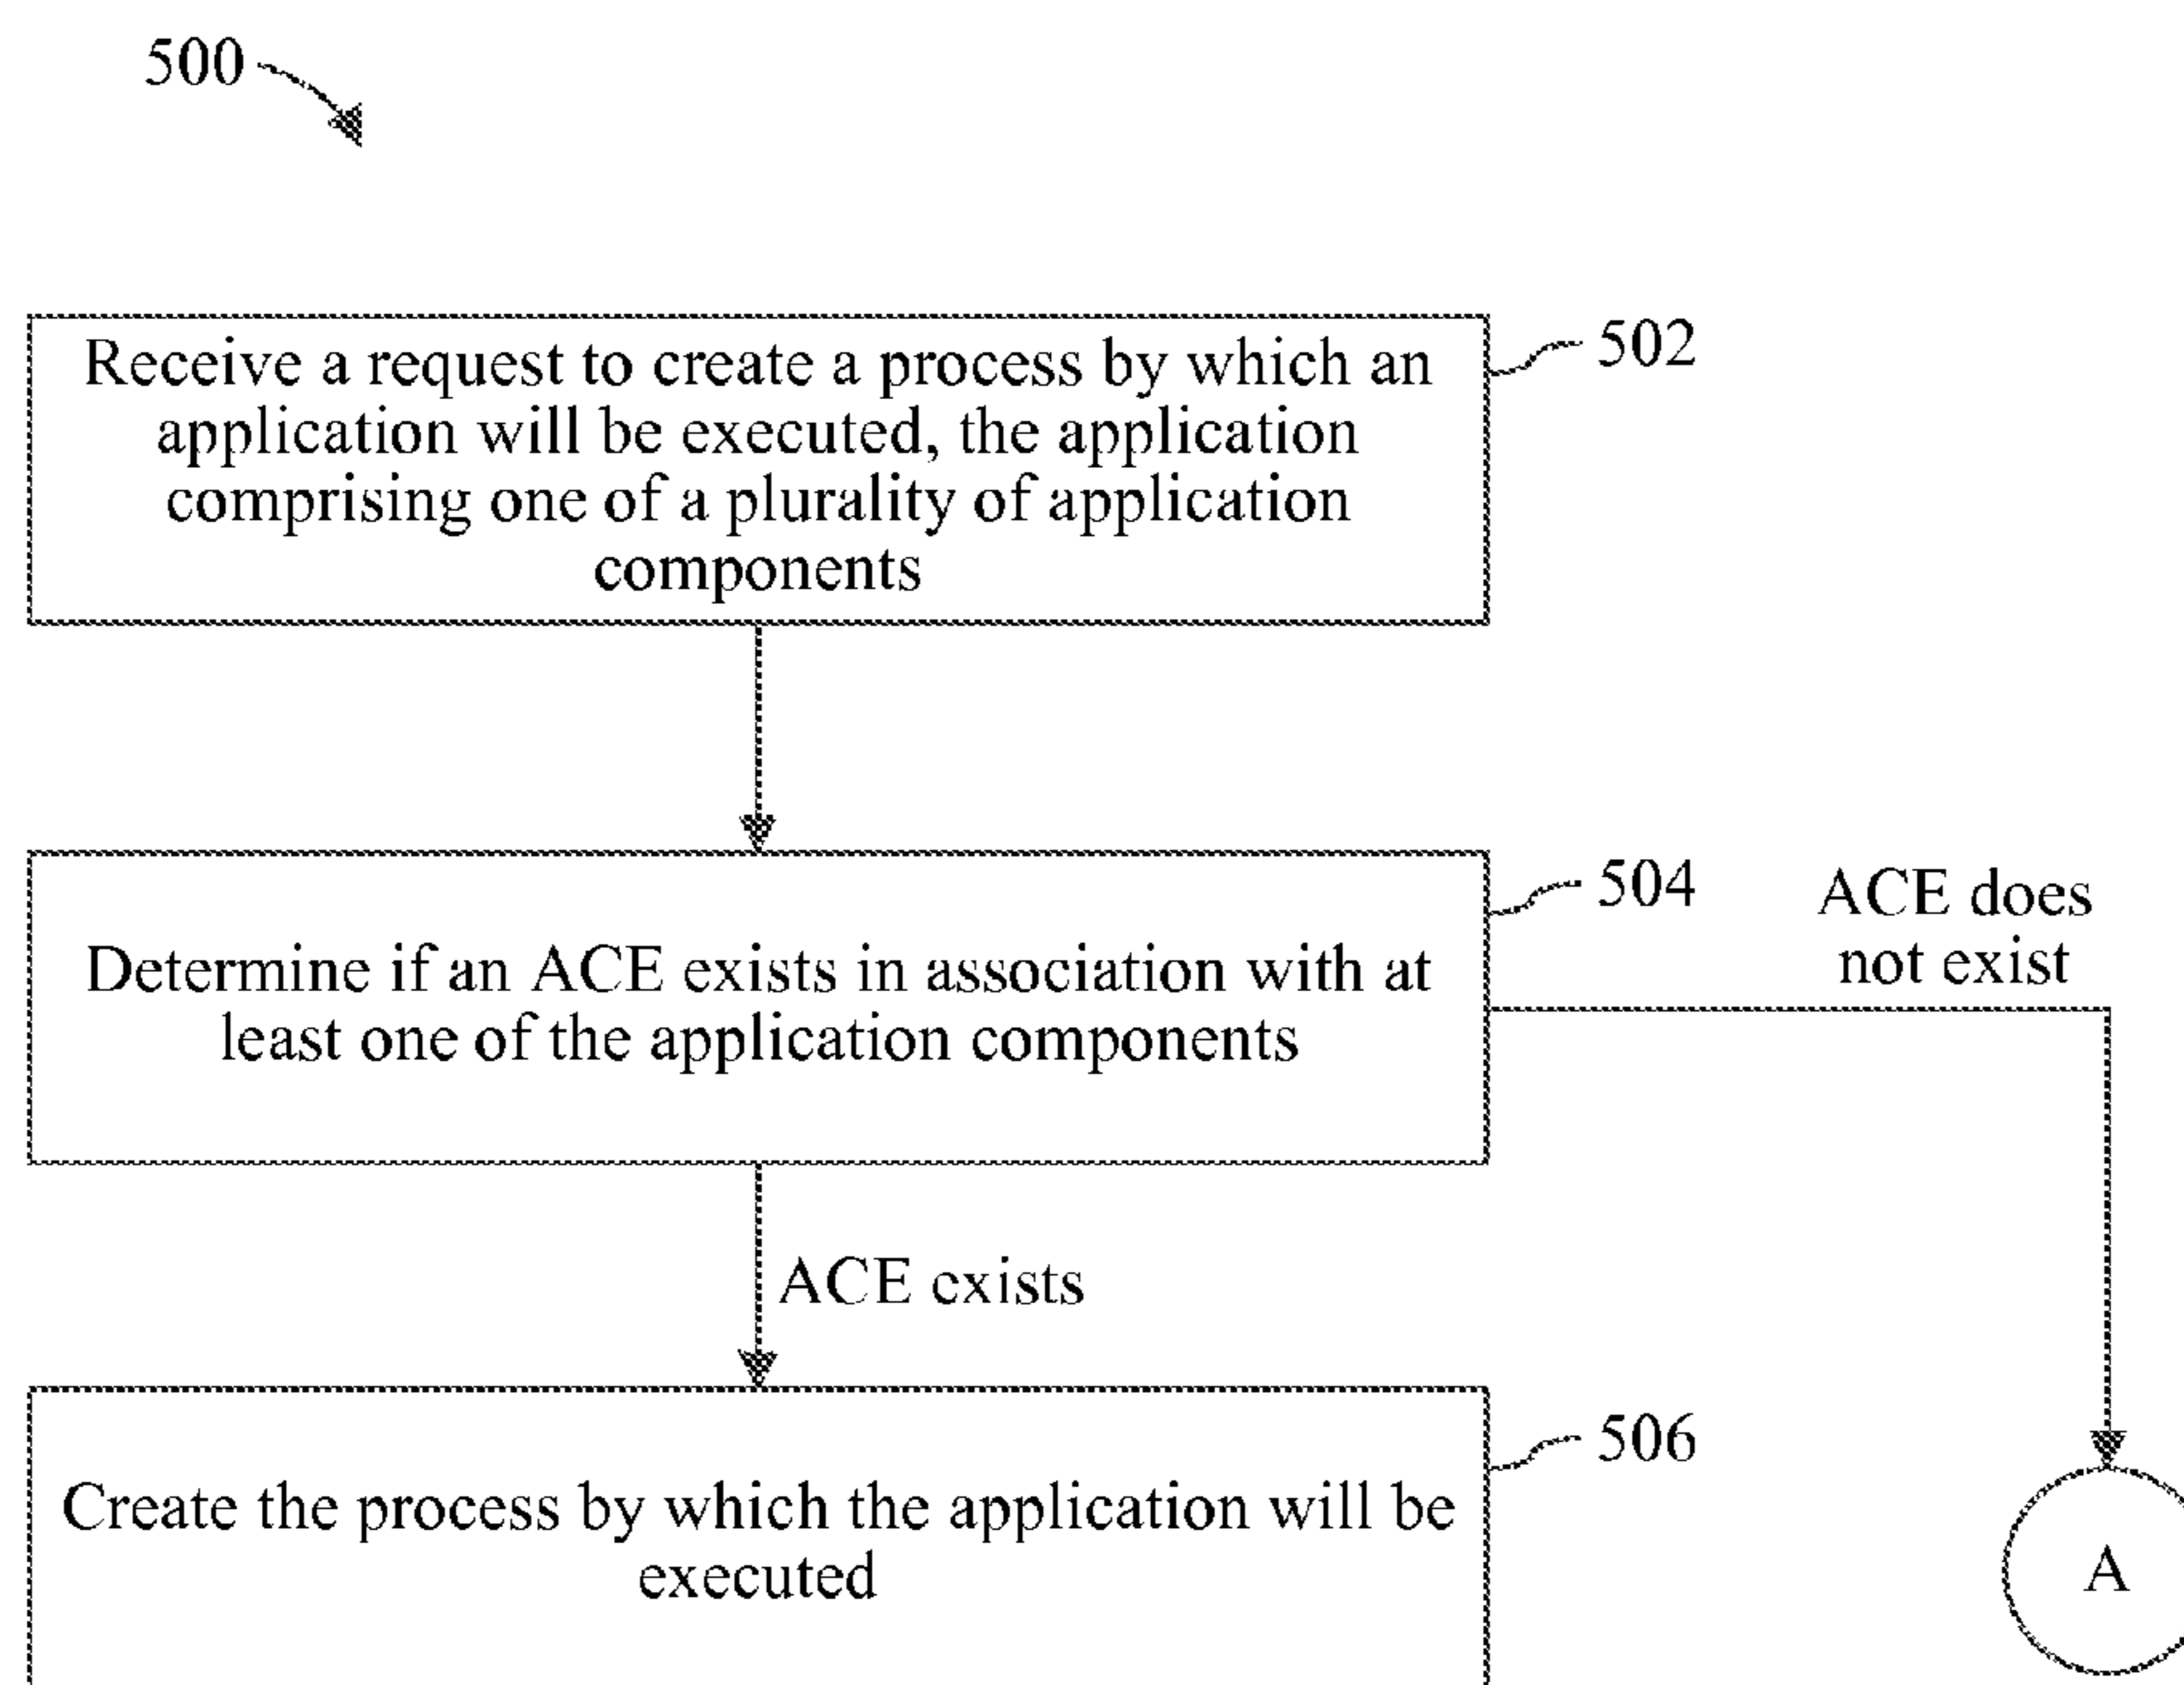 500
Receive a request to create a process by which an
application will be executed, the application
comprising one of a plurality of application
components
502
Determine if an ACE exists in association with at
least one of the application components
504
ACE does
not exist
ACE exists
Create the process by which the application will be
executed
506
A